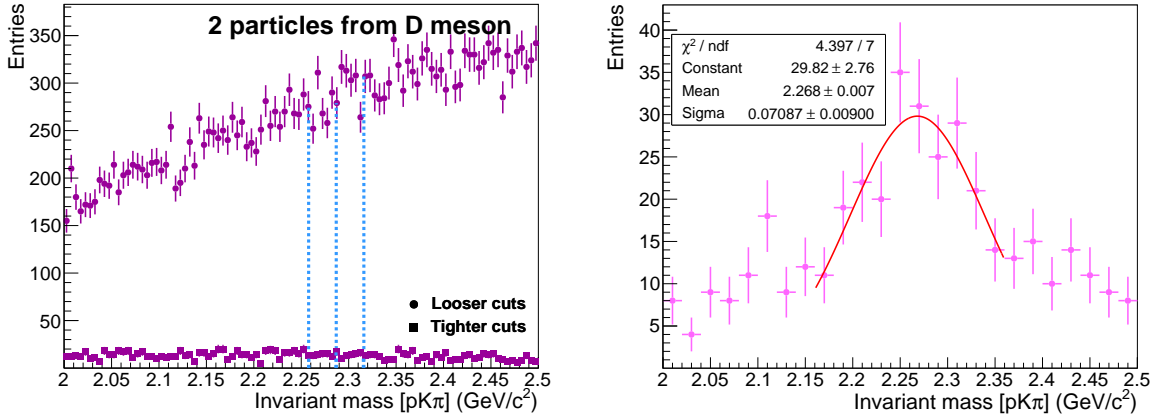 2 particles from D meson
Entries
350
300
250
200
150
100
50
Looser cuts
Tighter cuts
2 2.05 2.1 2.15 2.2 2.25 2.3 2.35 2.4 2.45 2.5
Invariant mass [pKπ] (GeV/c²)
Entries
40
35
30
25
20
15
10
5
χ² / ndf 4.397 / 7
Constant 29.82 ± 2.76
Mean 2.268 ± 0.007
Sigma 0.07087 ± 0.00900
2 2.05 2.1 2.15 2.2 2.25 2.3 2.35 2.4 2.45 2.5
Invariant mass [pKπ] (GeV/c²)